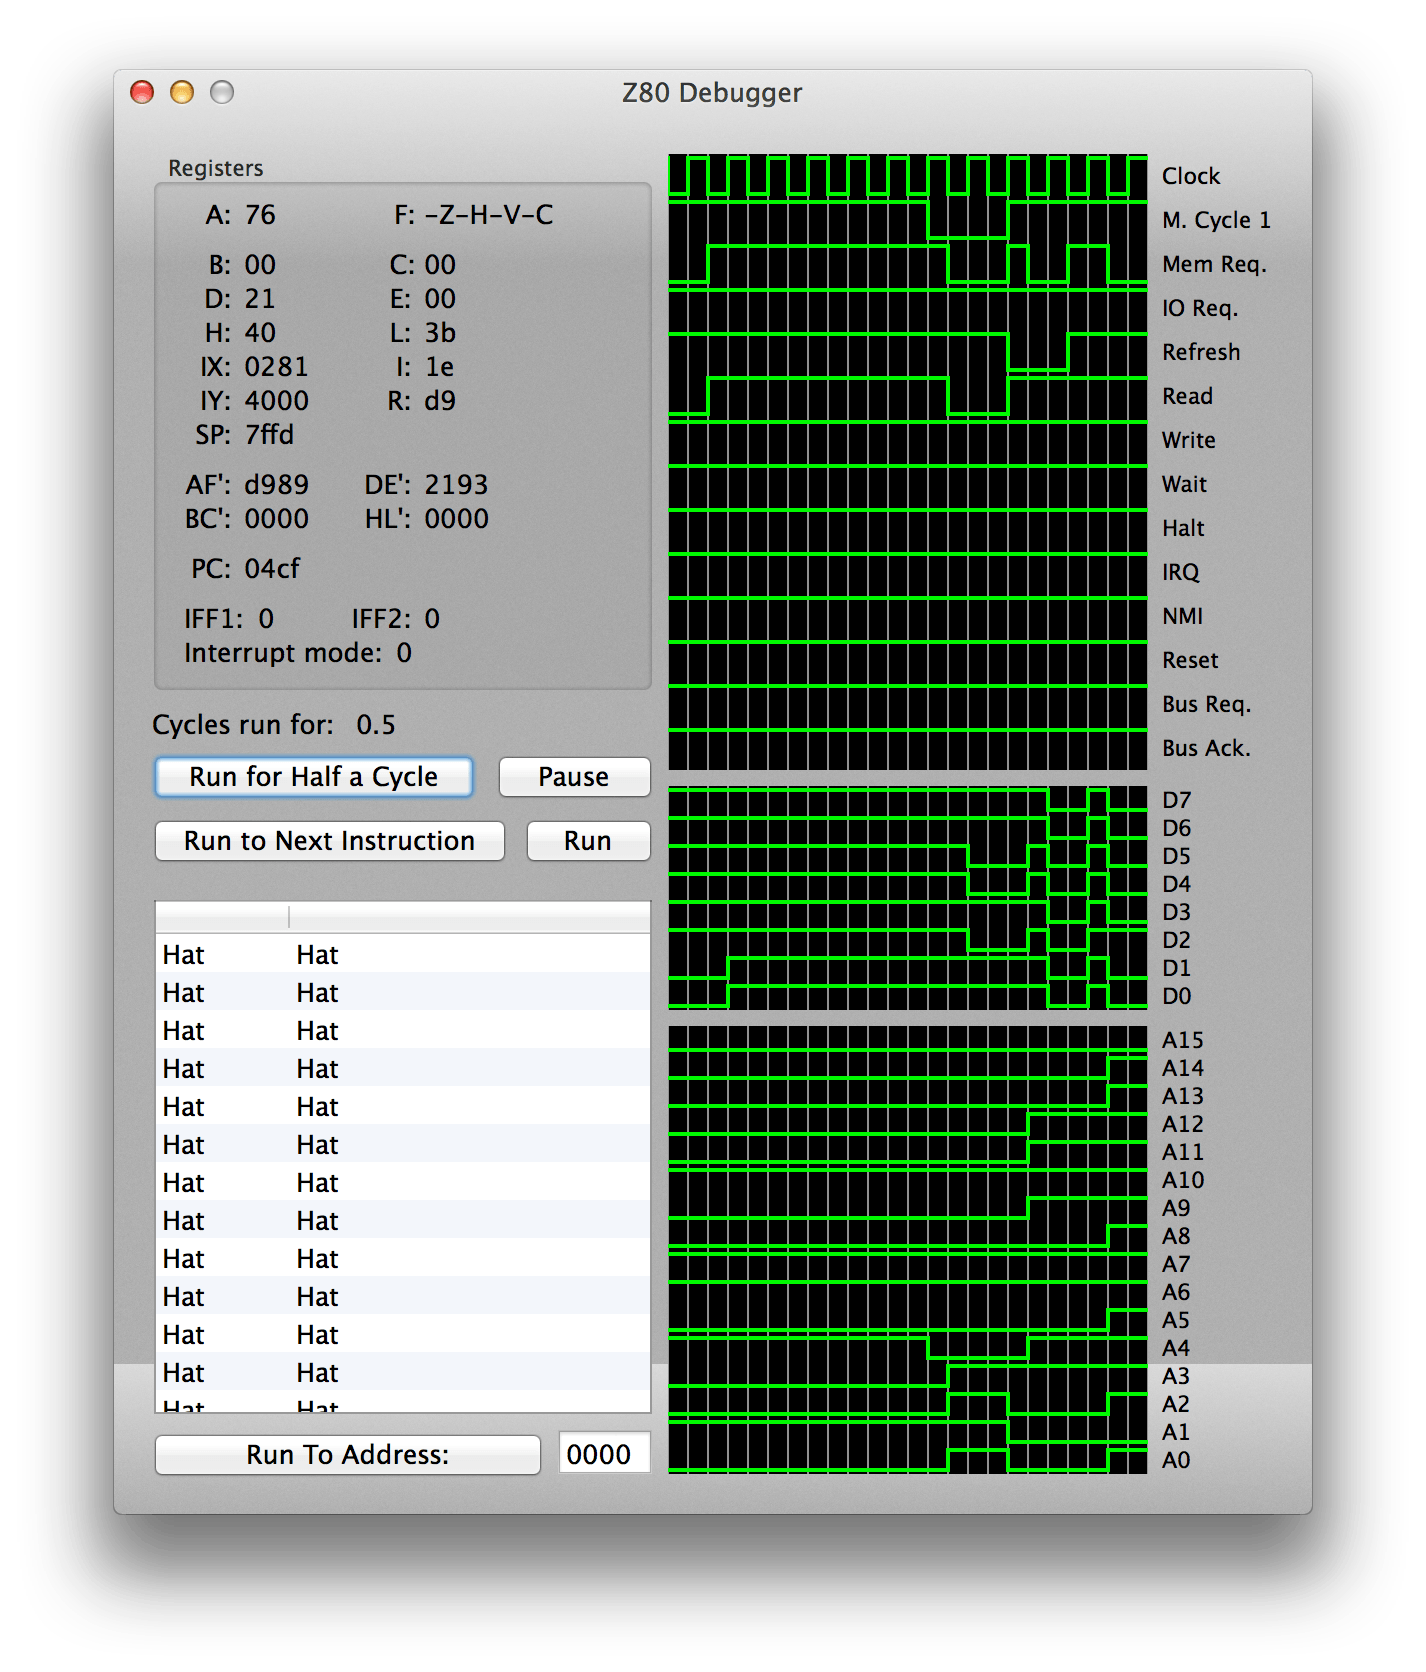 Z80 Debugger
Registers
A: 76 F: -Z-H-V-C
B: 00 C: 00
D: 21 E: 00
H: 40 L: 3b
IX: 0281 I: 1e
IY: 4000 R: d9
SP: 7ffd
AF': d989 DE': 2193
BC': 0000 HL': 0000
PC: 04cf
IFF1: 0 IFF2: 0
Interrupt mode: 0
Cycles run for: 0.5
Run for Half a Cycle Pause
Run to Next Instruction Run
Hat Hat
Hat Hat
Hat Hat
Hat Hat
Hat Hat
Hat Hat
Hat Hat
Hat Hat
Hat Hat
Hat Hat
Hat Hat
Hat Hat
Hat Hat
Run To Address: 0000
Clock
M. Cycle 1
Mem Req.
IO Req.
Refresh
Read
Write
Wait
Halt
IRQ
NMI
Reset
Bus Req.
Bus Ack.
D7
D6
D5
D4
D3
D2
D1
D0
A15
A14
A13
A12
A11
A10
A9
A8
A7
A6
A5
A4
A3
A2
A1
A0